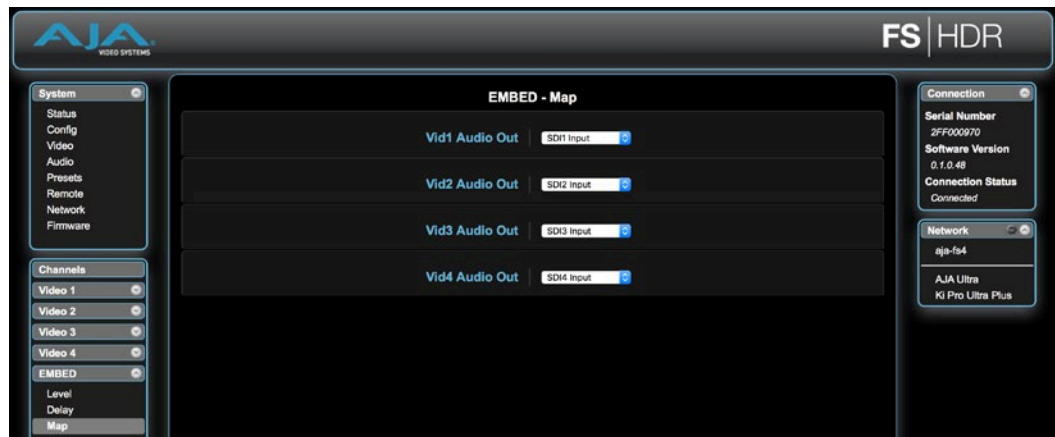 AJA
VIDEO SYSTEMS
FS|HDR
System
Status
Config
Video
Audio
Presets
Remote
Network
Firmware
Channels
Video 1
Video 2
Video 3
Video 4
EMBED
Level
Delay
Map
EMBED - Map
Vid1 Audio Out SDI1 Input
Vid2 Audio Out SDI2 Input
Vid3 Audio Out SDI3 Input
Vid4 Audio Out SDI4 Input
Connection
Serial Number
2FF000970
Software Version
0.1.0.48
Connection Status
Connected
Network
aja-fs4
AJA Ultra
Ki Pro Ultra Plus